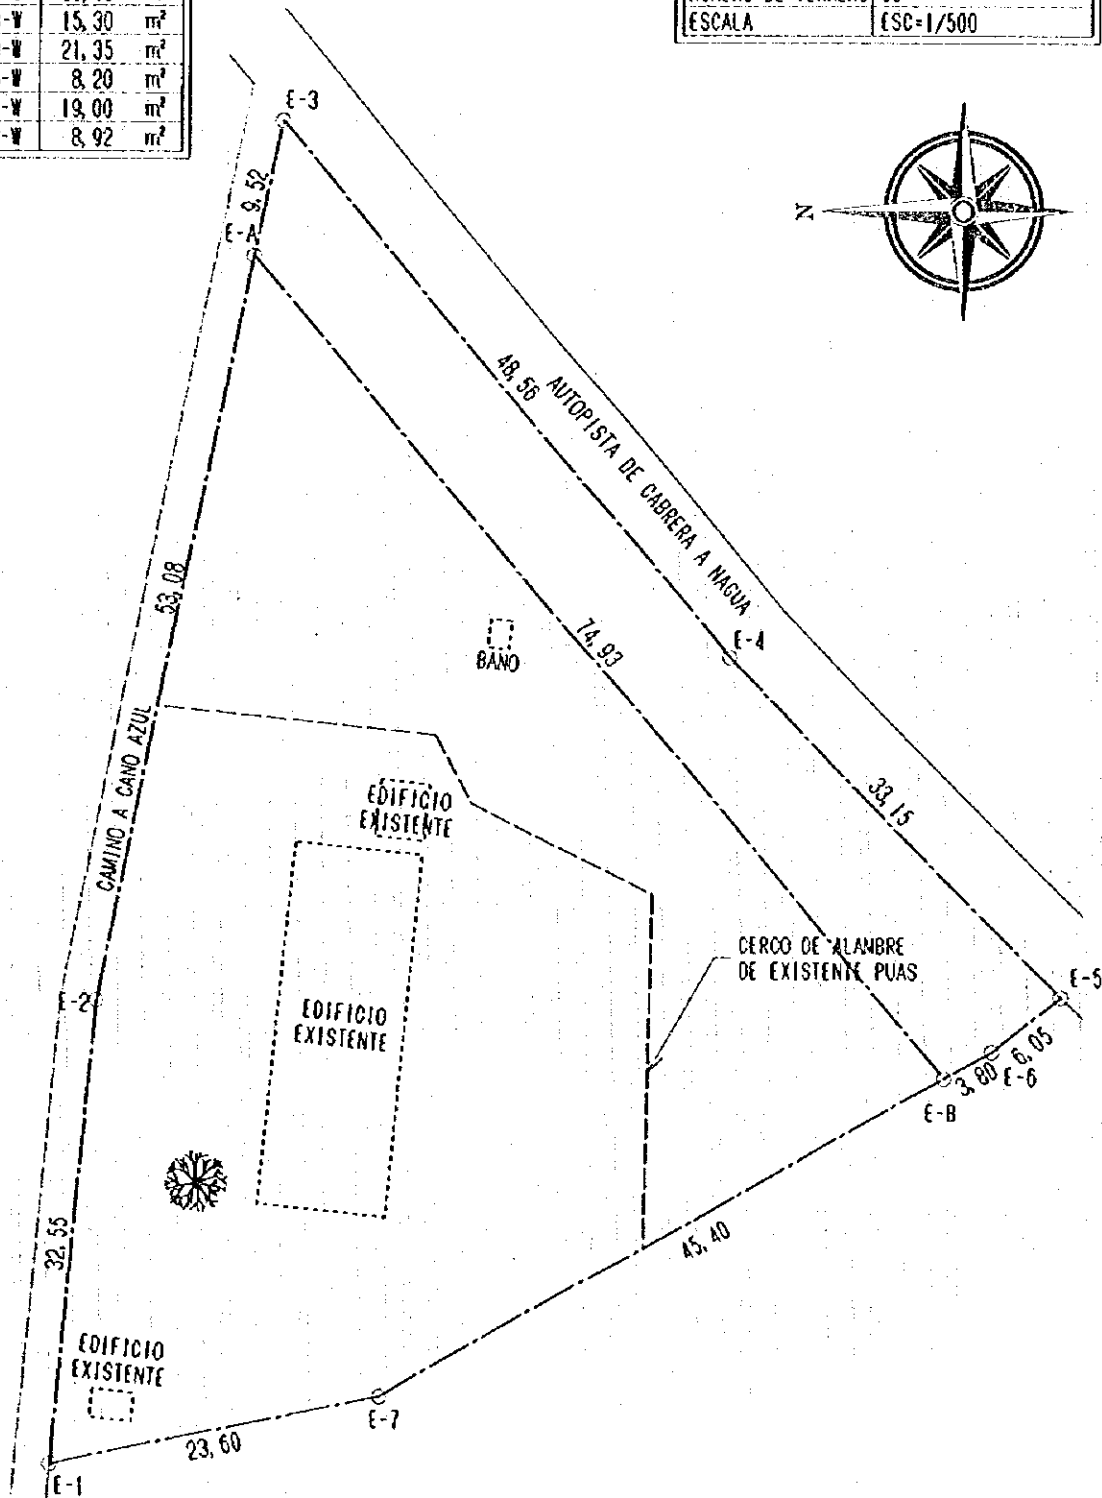 -W 15,30 m²
-W 21,35 m²
-W 8,20 m²
-W 19,00 m²
-W 8,92 m²
ESCALA ESC=1/500
E-3
9,52
E-A
N
48,56
AUTOPISTA DE CABRERA A NAGUA
53,08
74,93
BANO
E-4
CAMINO A CANO AZUL
EDIFICIO
EXISTENTE
33,15
CERCO DE ALAMBRE
DE EXISTENTE PUAS
E-5
E-2
EDIFICIO
EXISTENTE
6,05
3,80
E-6
E-B
32,55
45,40
EDIFICIO
EXISTENTE
E-7
23,60
E-1